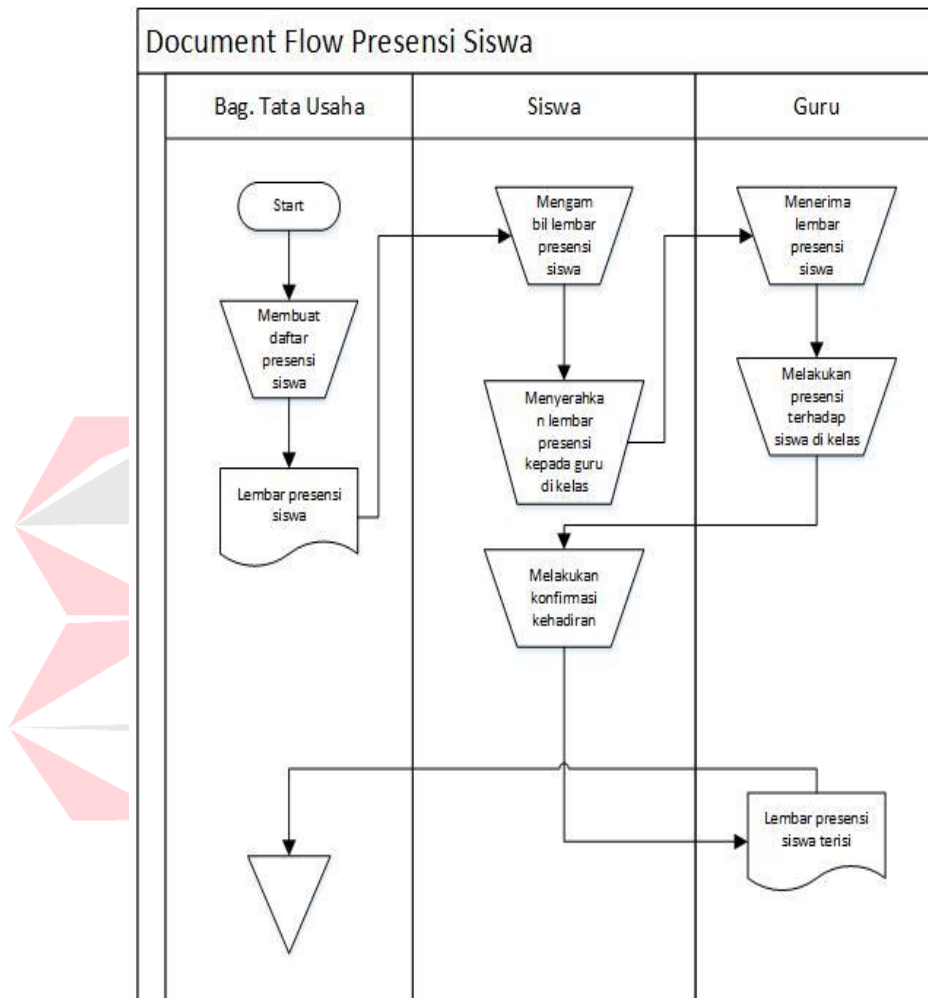 Document Flow Presensi Siswa
Bag. Tata Usaha
Siswa
Guru
Start
Membuat
daftar
presensi
siswa
Lembar presensi
siswa
Mengam
bil lembar
presensi
siswa
Menyerahka
n lembar
presensi
kepada guru
di kelas
Menerima
lembar
presensi
siswa
Melakukan
presensi
terhadap
siswa di kelas
Melakukan
konfirmasi
kehadiran
Lembar presensi
siswa terisi